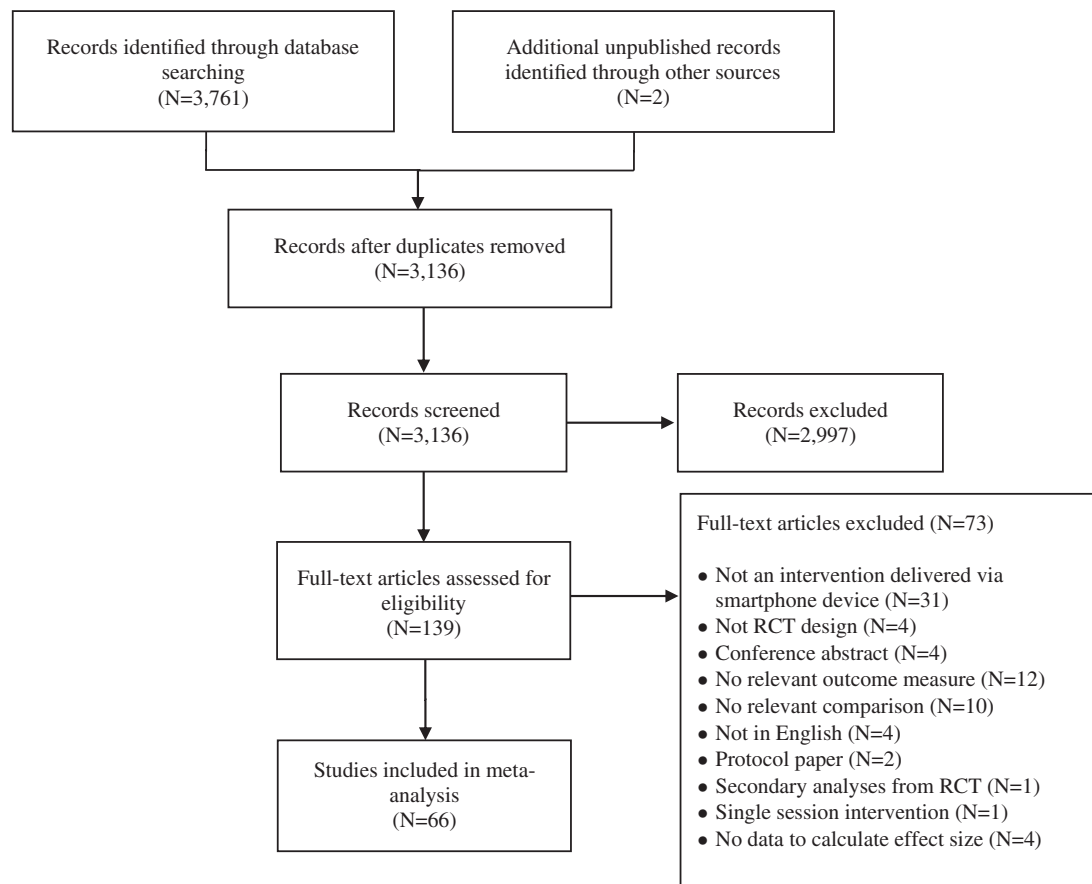 Records identified through database
searching
(N=3,761)
Additional unpublished records
identified through other sources
(N=2)
Records after duplicates removed
(N=3,136)
Records screened
(N=3,136)
Records excluded
(N=2,997)
Full-text articles assessed for
eligibility
(N=139)
Full-text articles excluded (N=73)
● Not an intervention delivered via
smartphone device (N=31)
● Not RCT design (N=4)
● Conference abstract (N=4)
● No relevant outcome measure (N=12)
● No relevant comparison (N=10)
● Not in English (N=4)
● Protocol paper (N=2)
● Secondary analyses from RCT (N=1)
● Single session intervention (N=1)
● No data to calculate effect size (N=4)
Studies included in meta-
analysis
(N=66)